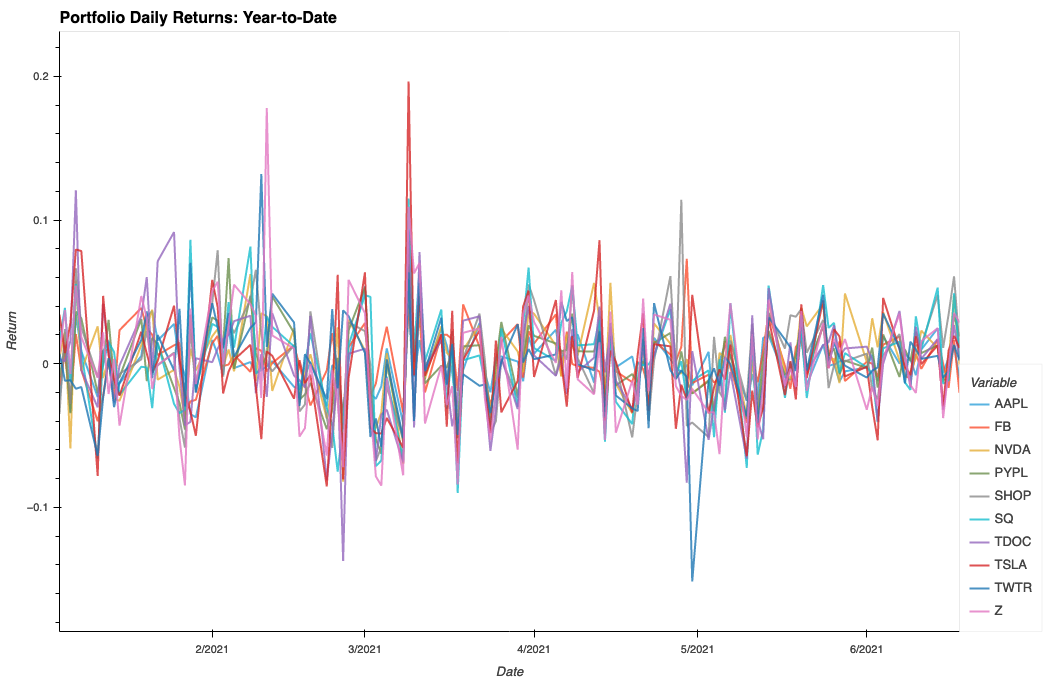 Portfolio Daily Returns: Year-to-Date
0.2
0.1
0
−0.1
Return
2/2021
3/2021
4/2021
5/2021
6/2021
Date
Variable
AAPL
FB
NVDA
PYPL
SHOP
SQ
TDOC
TSLA
TWTR
Z